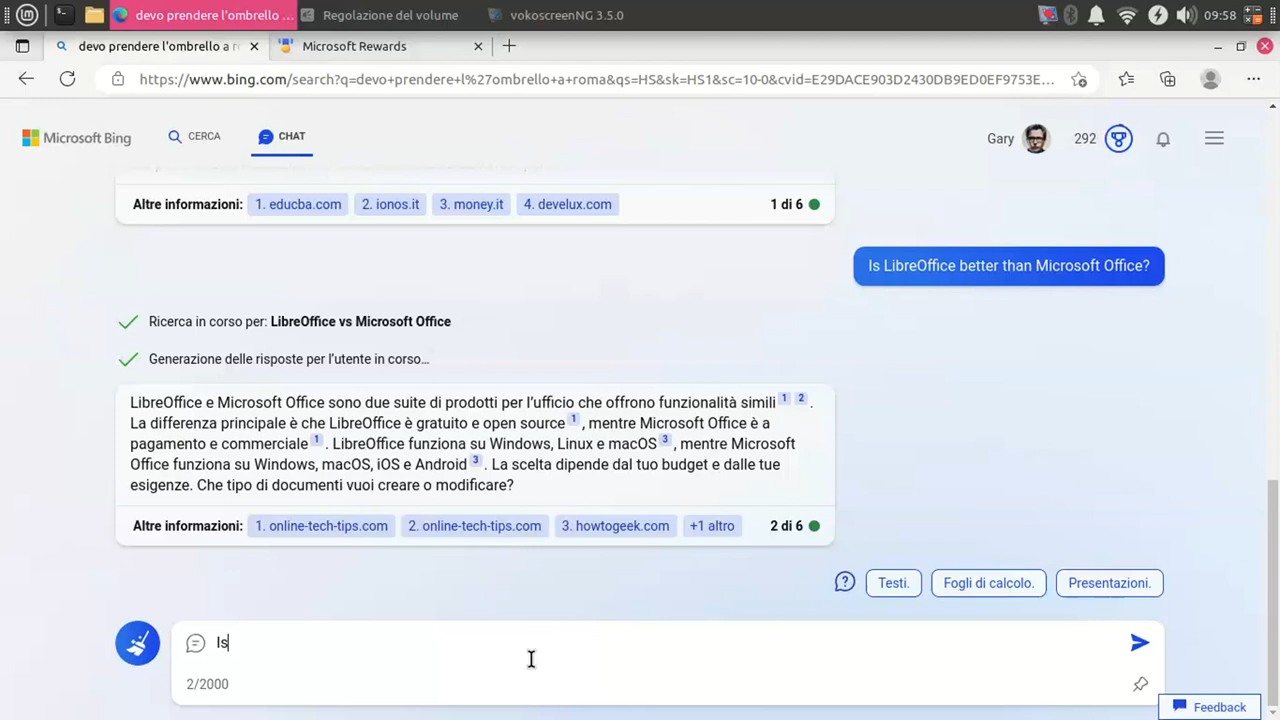 devo prendere l'ombrello ...
Regolazione del volume
vokoscreenNG 3.5.0
09:58
devo prendere l'ombrello a r
Microsoft Rewards
https://www.bing.com/search?q=devo+prendere+l%27ombrello+a+roma&qs=HS&sk=HS1&sc=10-0&cvid=E29DACE903D2430DB9ED0EF9753E...
Microsoft Bing
CERCA
CHAT
Gary
292
Altre informazioni: 1. educba.com 2. ionos.it 3. money.it 4. develux.com 1 di 6
Is LibreOffice better than Microsoft Office?
Ricerca in corso per: LibreOffice vs Microsoft Office
Generazione delle risposte per l'utente in corso...
LibreOffice e Microsoft Office sono due suite di prodotti per l'ufficio che offrono funzionalità simili 1 2 .
La differenza principale è che LibreOffice è gratuito e open source 1 , mentre Microsoft Office è a
pagamento e commerciale 1 . LibreOffice funziona su Windows, Linux e macOS 3 , mentre Microsoft
Office funziona su Windows, macOS, iOS e Android 3 . La scelta dipende dal tuo budget e dalle tue
esigenze. Che tipo di documenti vuoi creare o modificare?
Altre informazioni: 1. online-tech-tips.com 2. online-tech-tips.com 3. howtogeek.com +1 altro 2 di 6
Testi. Fogli di calcolo. Presentazioni.
Is
2/2000
Feedback